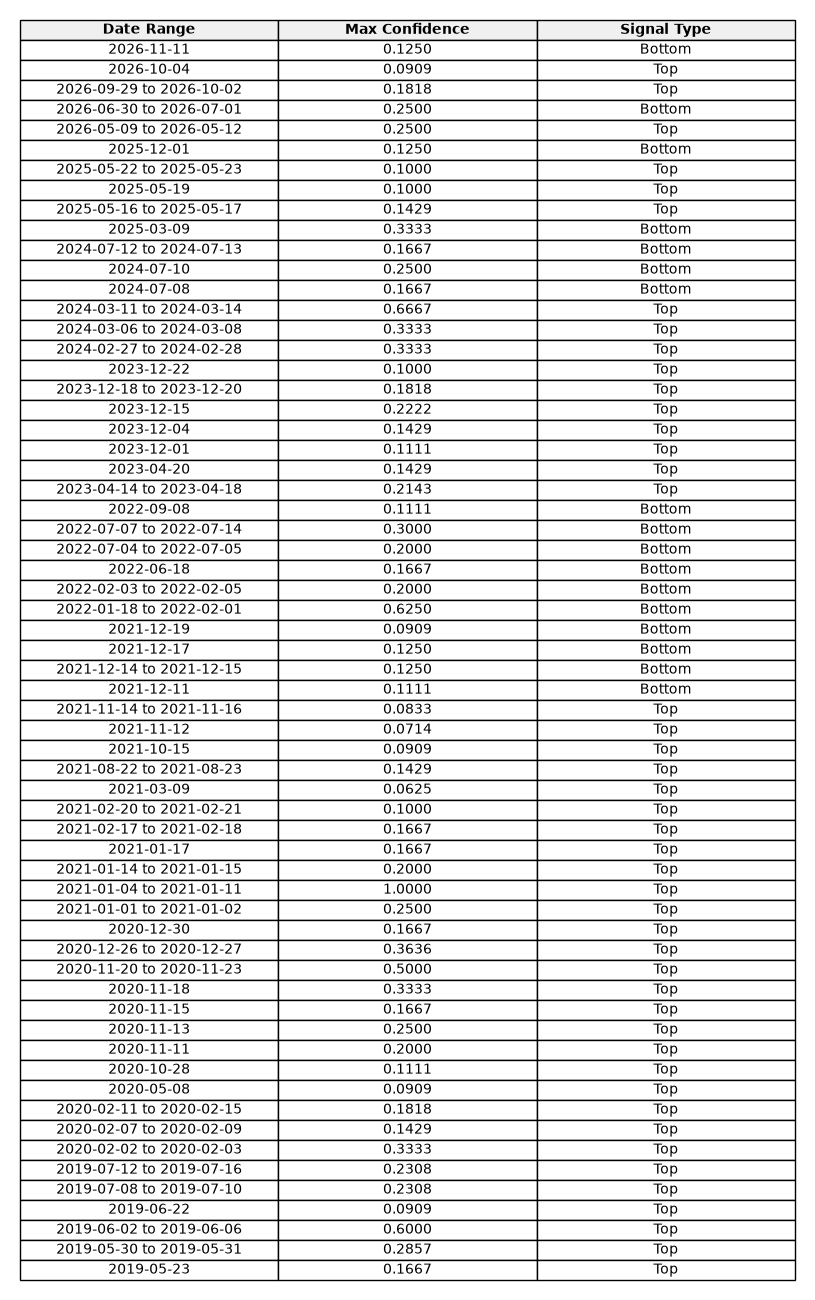 Date Range Max Confidence Signal Type
2026-11-11 0.1250 Bottom
2026-10-04 0.0909 Top
2026-09-29 to 2026-10-02 0.1818 Top
2026-06-30 to 2026-07-01 0.2500 Bottom
2026-05-09 to 2026-05-12 0.2500 Top
2025-12-01 0.1250 Bottom
2025-05-22 to 2025-05-23 0.1000 Top
2025-05-19 0.1000 Top
2025-05-16 to 2025-05-17 0.1429 Top
2025-03-09 0.3333 Bottom
2024-07-12 to 2024-07-13 0.1667 Bottom
2024-07-10 0.2500 Bottom
2024-07-08 0.1667 Bottom
2024-03-11 to 2024-03-14 0.6667 Top
2024-03-06 to 2024-03-08 0.3333 Top
2024-02-27 to 2024-02-28 0.3333 Top
2023-12-22 0.1000 Top
2023-12-18 to 2023-12-20 0.1818 Top
2023-12-15 0.2222 Top
2023-12-04 0.1429 Top
2023-12-01 0.1111 Top
2023-04-20 0.1429 Top
2023-04-14 to 2023-04-18 0.2143 Top
2022-09-08 0.1111 Bottom
2022-07-07 to 2022-07-14 0.3000 Bottom
2022-07-04 to 2022-07-05 0.2000 Bottom
2022-06-18 0.1667 Bottom
2022-02-03 to 2022-02-05 0.2000 Bottom
2022-01-18 to 2022-02-01 0.6250 Bottom
2021-12-19 0.0909 Bottom
2021-12-17 0.1250 Bottom
2021-12-14 to 2021-12-15 0.1250 Bottom
2021-12-11 0.1111 Bottom
2021-11-14 to 2021-11-16 0.0833 Top
2021-11-12 0.0714 Top
2021-10-15 0.0909 Top
2021-08-22 to 2021-08-23 0.1429 Top
2021-03-09 0.0625 Top
2021-02-20 to 2021-02-21 0.1000 Top
2021-02-17 to 2021-02-18 0.1667 Top
2021-01-17 0.1667 Top
2021-01-14 to 2021-01-15 0.2000 Top
2021-01-04 to 2021-01-11 1.0000 Top
2021-01-01 to 2021-01-02 0.2500 Top
2020-12-30 0.1667 Top
2020-12-26 to 2020-12-27 0.3636 Top
2020-11-20 to 2020-11-23 0.5000 Top
2020-11-18 0.3333 Top
2020-11-15 0.1667 Top
2020-11-13 0.2500 Top
2020-11-11 0.2000 Top
2020-10-28 0.1111 Top
2020-05-08 0.0909 Top
2020-02-11 to 2020-02-15 0.1818 Top
2020-02-07 to 2020-02-09 0.1429 Top
2020-02-02 to 2020-02-03 0.3333 Top
2019-07-12 to 2019-07-16 0.2308 Top
2019-07-08 to 2019-07-10 0.2308 Top
2019-06-22 0.0909 Top
2019-06-02 to 2019-06-06 0.6000 Top
2019-05-30 to 2019-05-31 0.2857 Top
2019-05-23 0.1667 Top